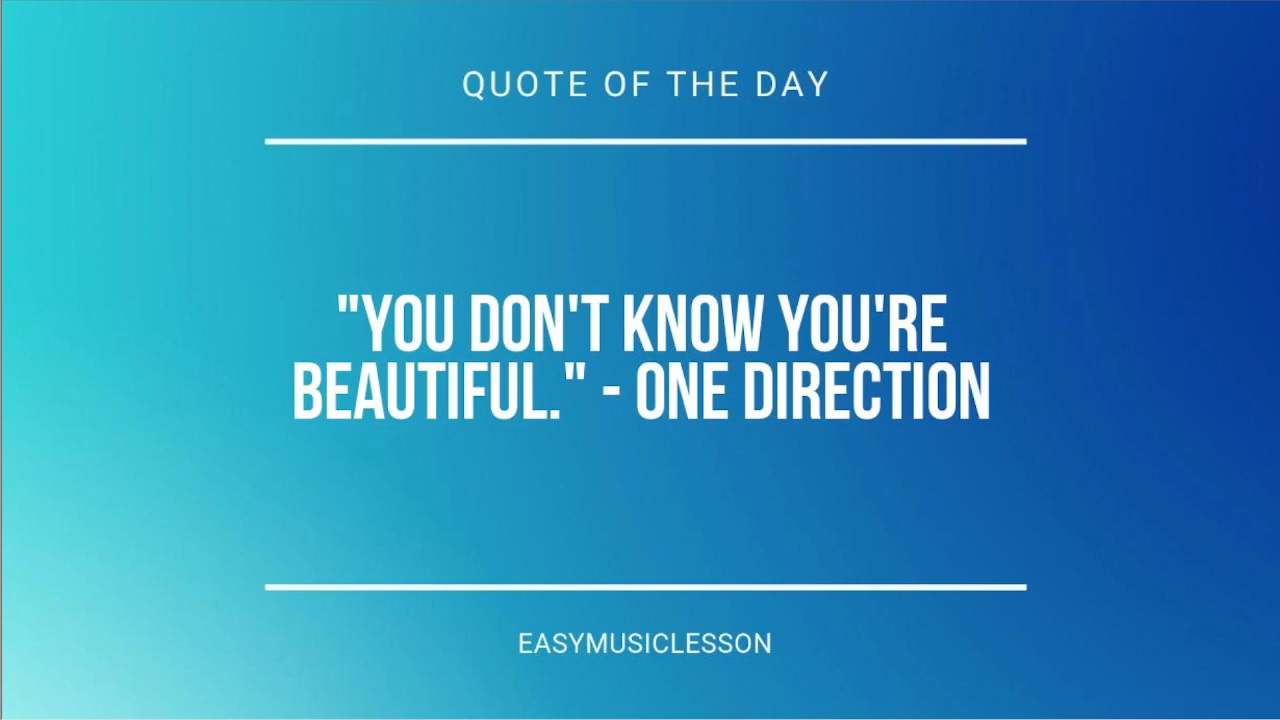 QUOTE OF THE DAY
"YOU DON'T KNOW YOU'RE
BEAUTIFUL." - ONE DIRECTION
EASYMUSICLESSON